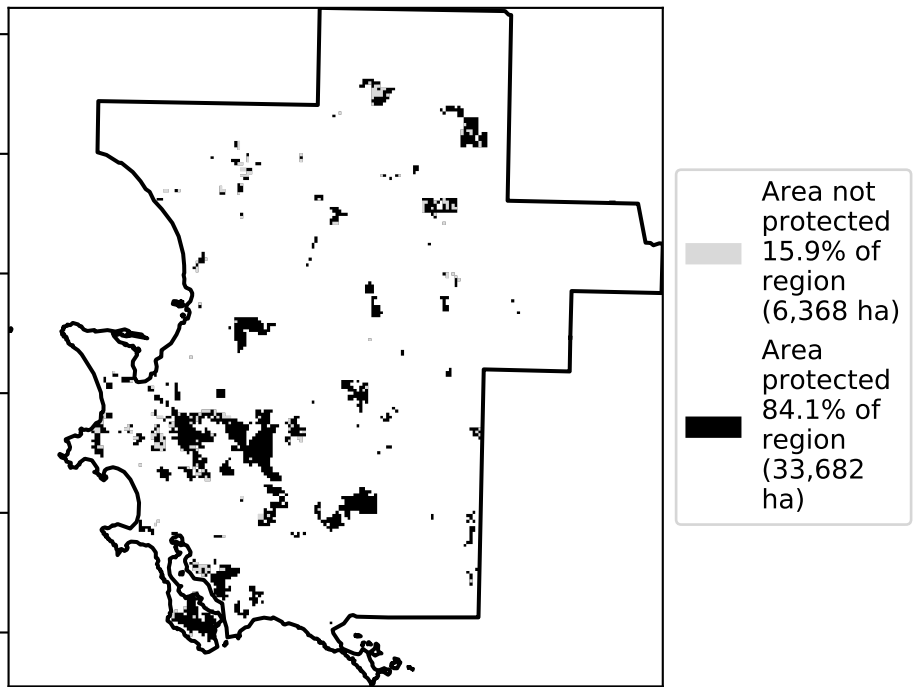 Area not
protected
15.9% of
region
(6,368 ha)
Area
protected
84.1% of
region
(33,682
ha)